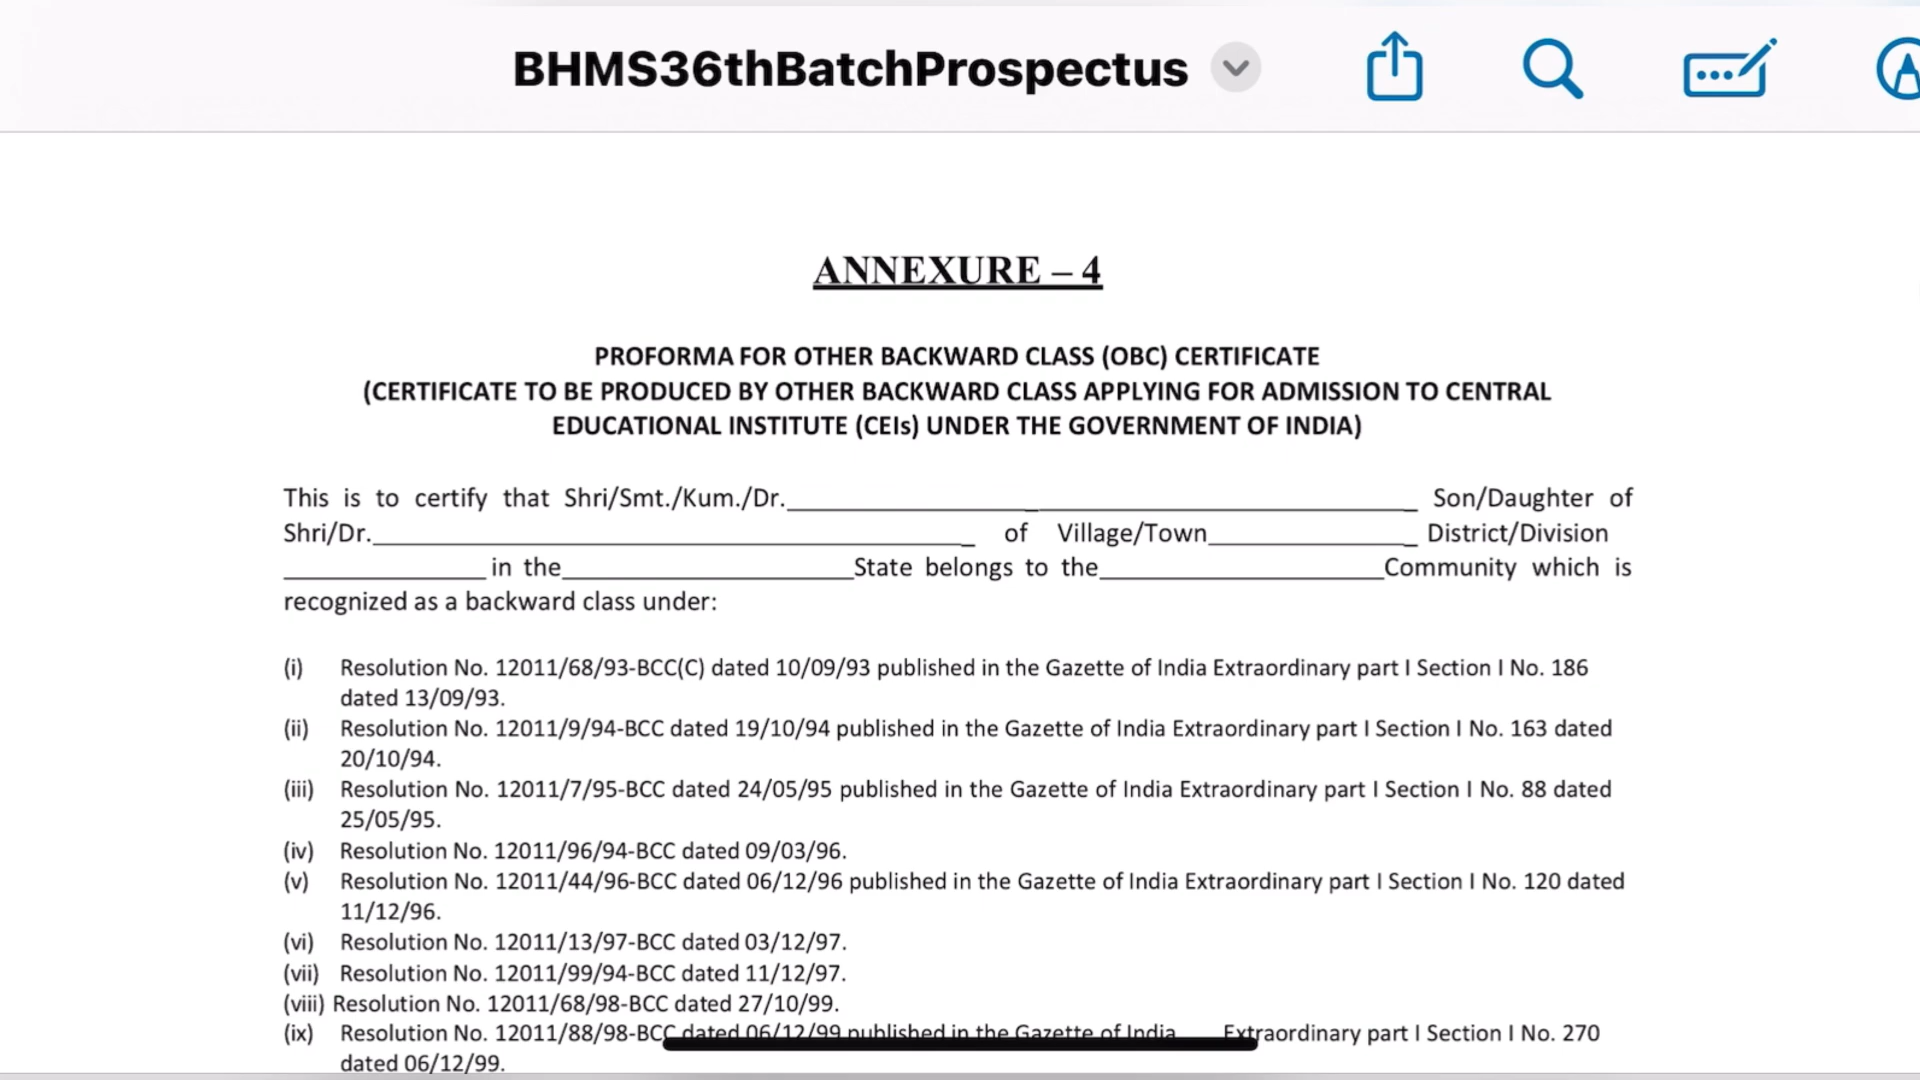 BHMS36thBatchProspectus
ANNEXURE – 4
PROFORMA FOR OTHER BACKWARD CLASS (OBC) CERTIFICATE
(CERTIFICATE TO BE PRODUCED BY OTHER BACKWARD CLASS APPLYING FOR ADMISSION TO CENTRAL
EDUCATIONAL INSTITUTE (CEIs) UNDER THE GOVERNMENT OF INDIA)
This is to certify that Shri/Smt./Kum./Dr.____________________ Son/Daughter of
Shri/Dr.____________________ of Village/Town____________ District/Division
____________ in the____________State belongs to the____________Community which is
recognized as a backward class under:
(i) Resolution No. 12011/68/93-BCC(C) dated 10/09/93 published in the Gazette of India Extraordinary part I Section I No. 186
dated 13/09/93.
(ii) Resolution No. 12011/9/94-BCC dated 19/10/94 published in the Gazette of India Extraordinary part I Section I No. 163 dated
20/10/94.
(iii) Resolution No. 12011/7/95-BCC dated 24/05/95 published in the Gazette of India Extraordinary part I Section I No. 88 dated
25/05/95.
(iv) Resolution No. 12011/96/94-BCC dated 09/03/96.
(v) Resolution No. 12011/44/96-BCC dated 06/12/96 published in the Gazette of India Extraordinary part I Section I No. 120 dated
11/12/96.
(vi) Resolution No. 12011/13/97-BCC dated 03/12/97.
(vii) Resolution No. 12011/99/94-BCC dated 11/12/97.
(viii) Resolution No. 12011/68/98-BCC dated 27/10/99.
(ix) Resolution No. 12011/88/98-BCC dated 06/12/99 published in the Gazette of India Extraordinary part I Section I No. 270
dated 06/12/99.